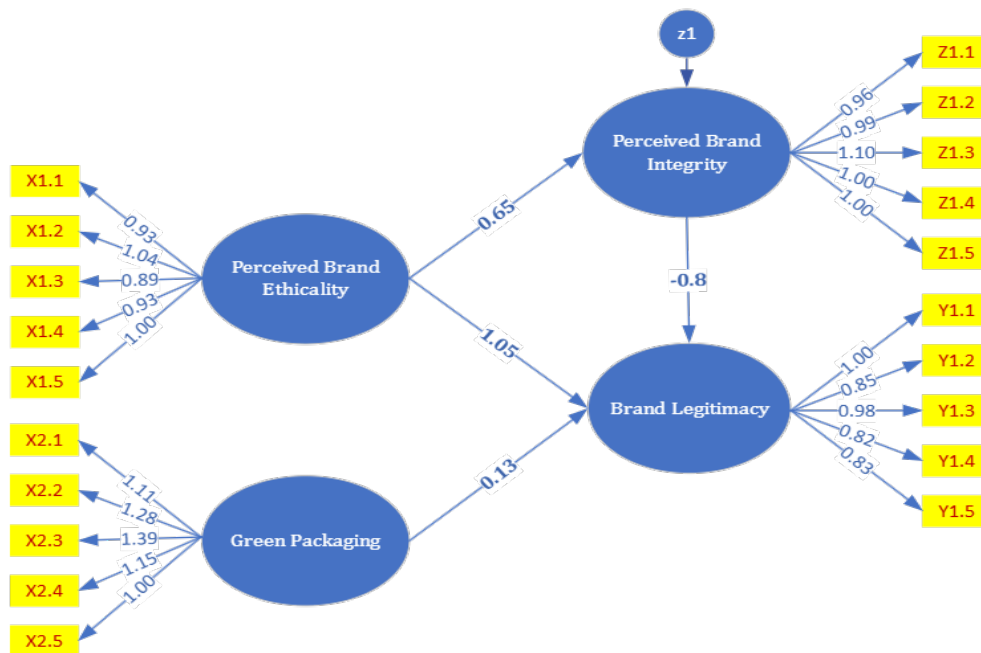 z1
Z1.1
Z1.2
Z1.3
Z1.4
Z1.5
0.96
0.99
1.10
1.00
1.00
Perceived Brand
Integrity
X1.1
X1.2
X1.3
X1.4
X1.5
0.93
1.04
0.89
0.93
1.00
Perceived Brand
Ethicality
0.65
-0.8
1.05
0.13
Brand Legitimacy
1.00
0.85
0.98
0.82
0.83
Y1.1
Y1.2
Y1.3
Y1.4
Y1.5
X2.1
X2.2
X2.3
X2.4
X2.5
1.11
1.28
1.39
1.15
1.00
Green Packaging